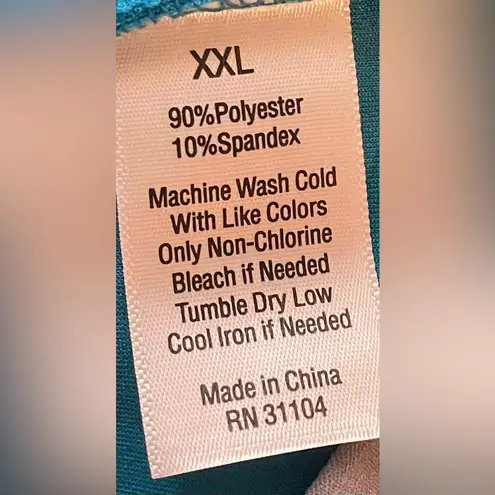 XXL
90%Polyester
10%Spandex
Machine Wash Cold
With Like Colors
Only Non-Chlorine
Bleach if Needed
Tumble Dry Low
Cool Iron if Needed
Made in China
RN 31104